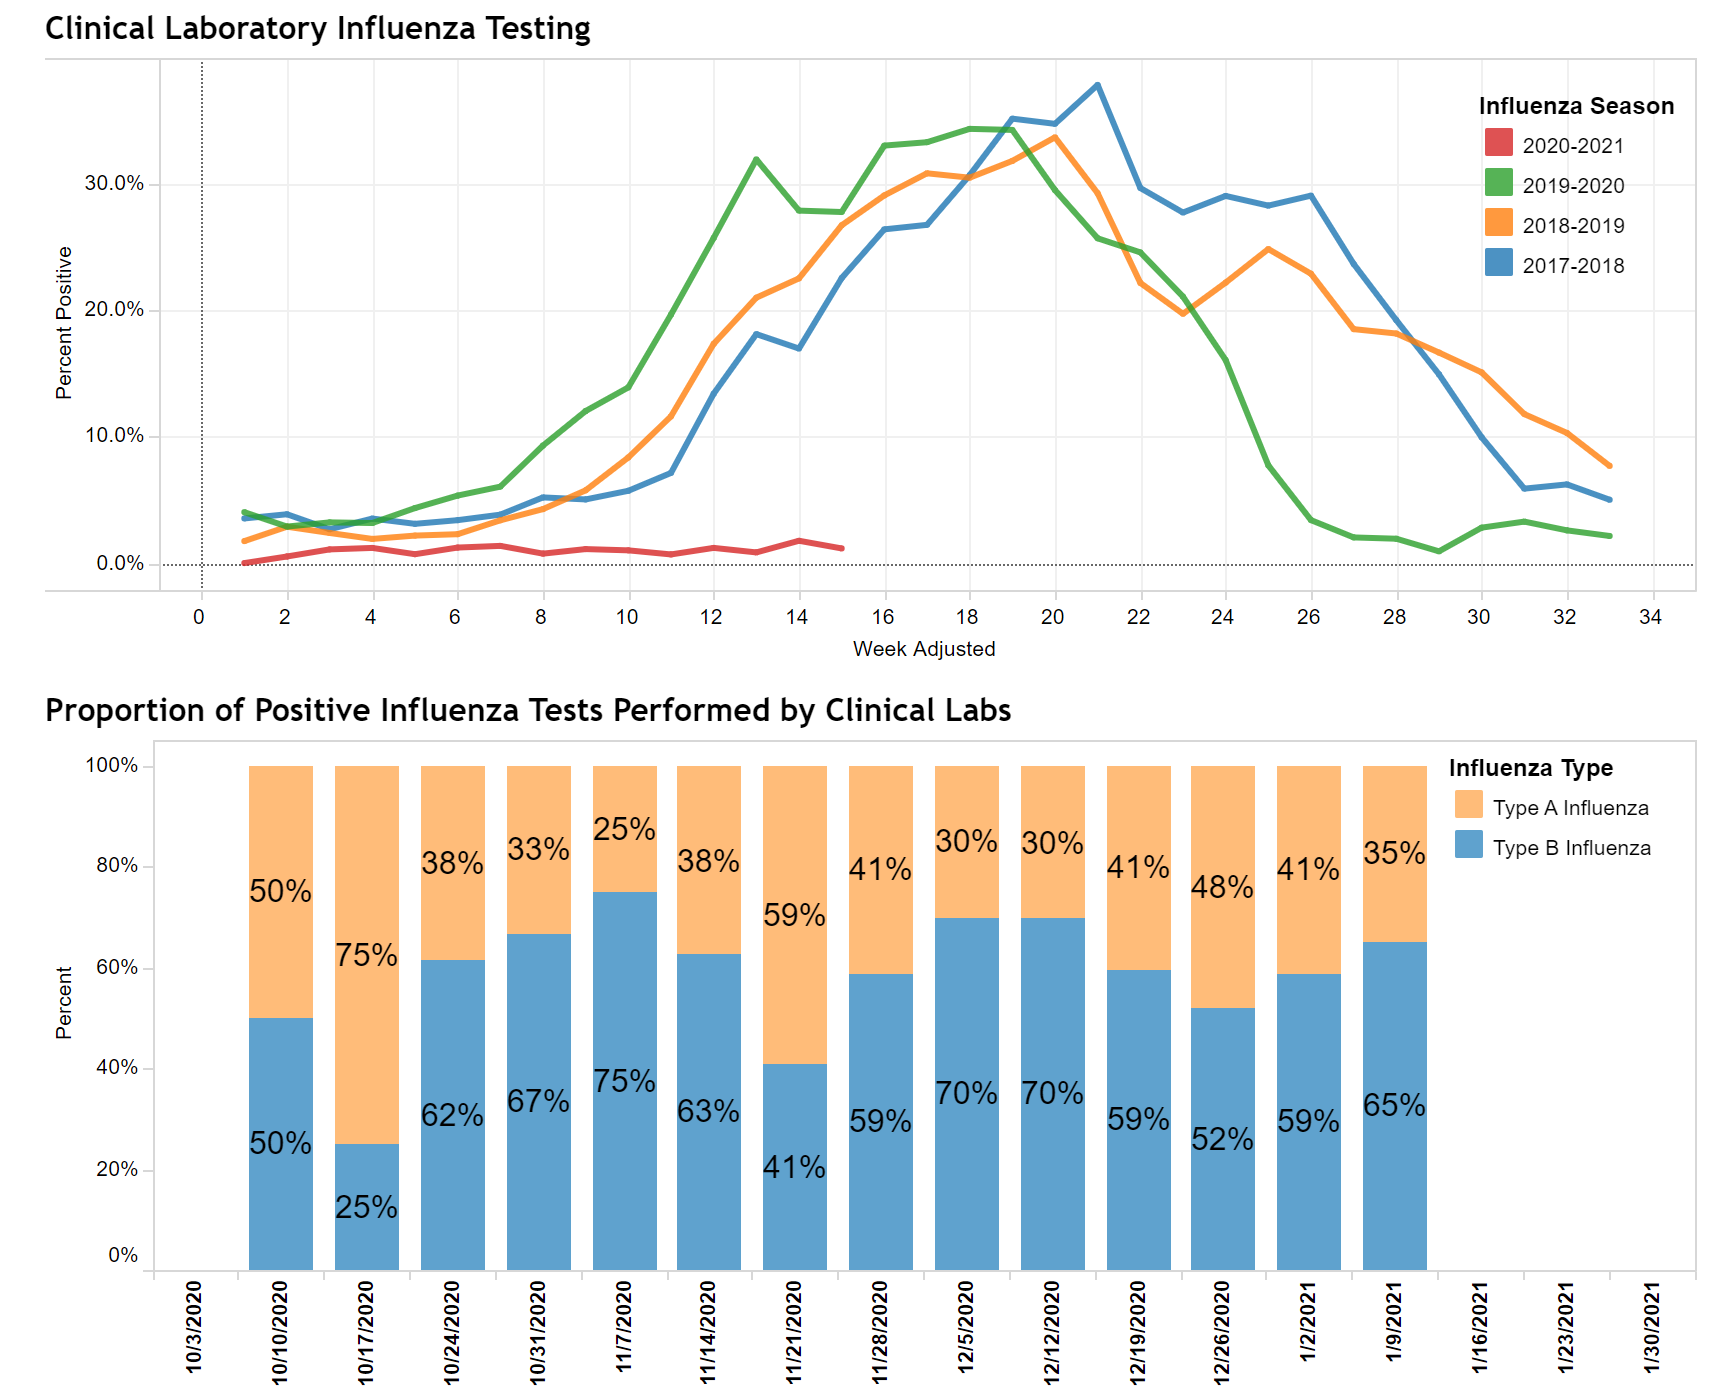 Clinical Laboratory Influenza Testing
Influenza Season
2020-2021
2019-2020
2018-2019
2017-2018
Percent Positive
30.0%
20.0%
10.0%
0.0%
0 2 4 6 8 10 12 14 16 18 20 22 24 26 28 30 32 34
Week Adjusted
Proportion of Positive Influenza Tests Performed by Clinical Labs
Influenza Type
Type A Influenza
Type B Influenza
Percent
100%
80%
60%
40%
20%
0%
50% 75% 38% 33% 25% 38% 59% 41% 30% 30% 41% 48% 41% 35%
50% 25% 62% 67% 75% 63% 41% 59% 70% 70% 59% 52% 59% 65%
10/3/2020 10/10/2020 10/17/2020 10/24/2020 10/31/2020 11/7/2020 11/14/2020 11/21/2020 11/28/2020 12/5/2020 12/12/2020 12/19/2020 12/26/2020 1/2/2021 1/9/2021 1/16/2021 1/23/2021 1/30/2021